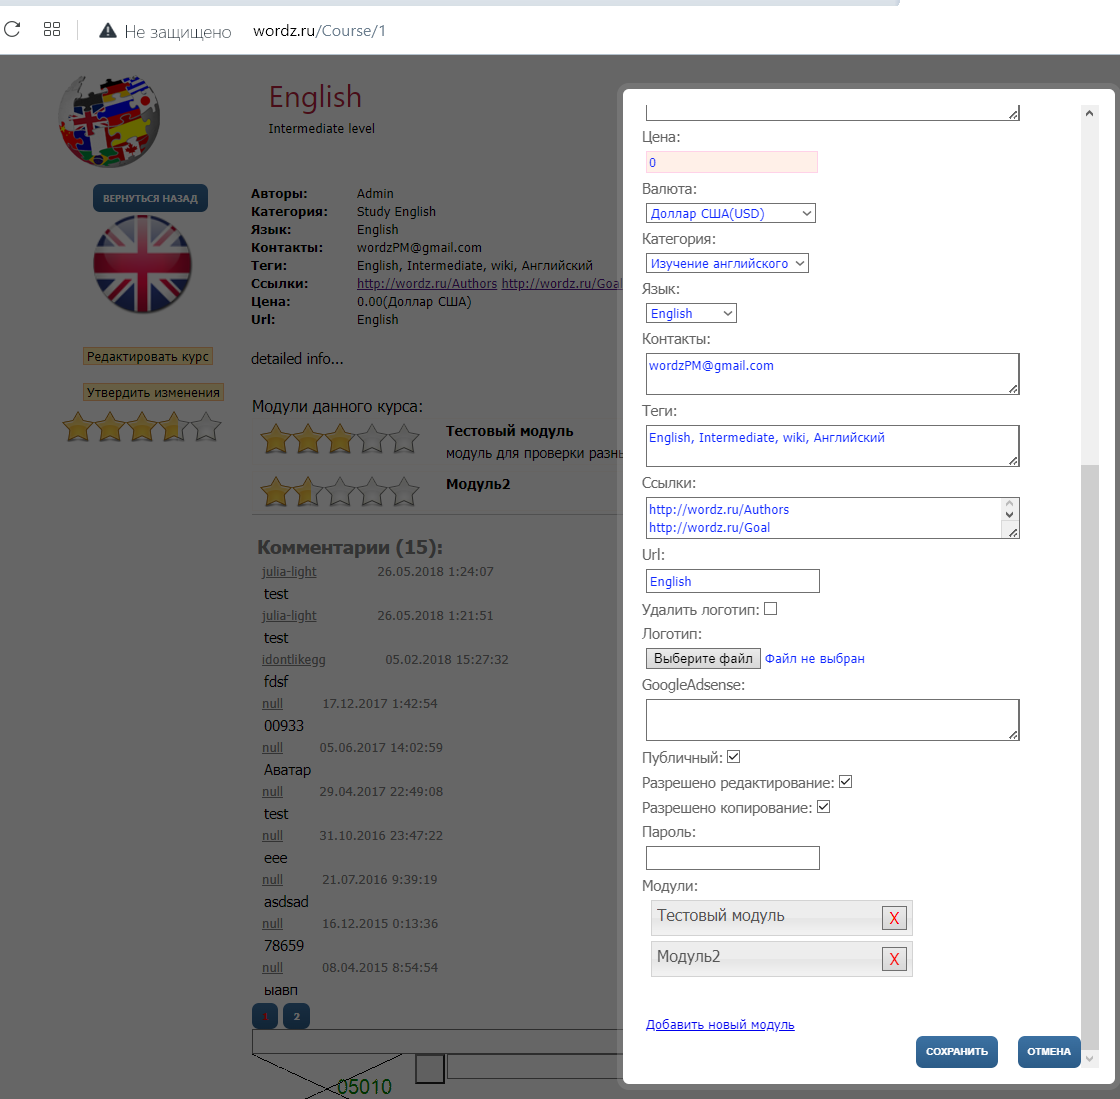 Не защищено wordz.ru/Course/1
English
Intermediate level
ВЕРНУТЬСЯ НАЗАД
Авторы: Admin
Категория: Study English
Язык: English
Контакты: wordzPM@gmail.com
Теги: English, Intermediate, wiki, Английский
Ссылки: http://wordz.ru/Authors http://wordz.ru/Goal
Цена: 0.00(Доллар США)
Url: English
Редактировать курс
Утвердить изменения
detailed info...
Модули данного курса:
Тестовый модуль
модуль для проверки разны
Модуль2
Комментарии (15):
julia-light 26.05.2018 1:24:07
test
julia-light 26.05.2018 1:21:51
test
idontlikegg 05.02.2018 15:27:32
fdsf
null 17.12.2017 1:42:54
00933
null 05.06.2017 14:02:59
Аватар
null 29.04.2017 22:49:08
test
null 31.10.2016 23:47:22
eee
null 21.07.2016 9:39:19
asdsad
null 16.12.2015 0:13:36
78659
null 08.04.2015 8:54:54
ыавп
1 2
05010
Цена:
0
Валюта:
Доллар США(USD)
Категория:
Изучение английского
Язык:
English
Контакты:
wordzPM@gmail.com
Теги:
English, Intermediate, wiki, Английский
Ссылки:
http://wordz.ru/Authors
http://wordz.ru/Goal
Url:
English
Удалить логотип:
Логотип:
Выберите файл Файл не выбран
GoogleAdsense:
Публичный:
Разрешено редактирование:
Разрешено копирование:
Пароль:
Модули:
Тестовый модуль X
Модуль2 X
Добавить новый модуль
СОХРАНИТЬ ОТМЕНА